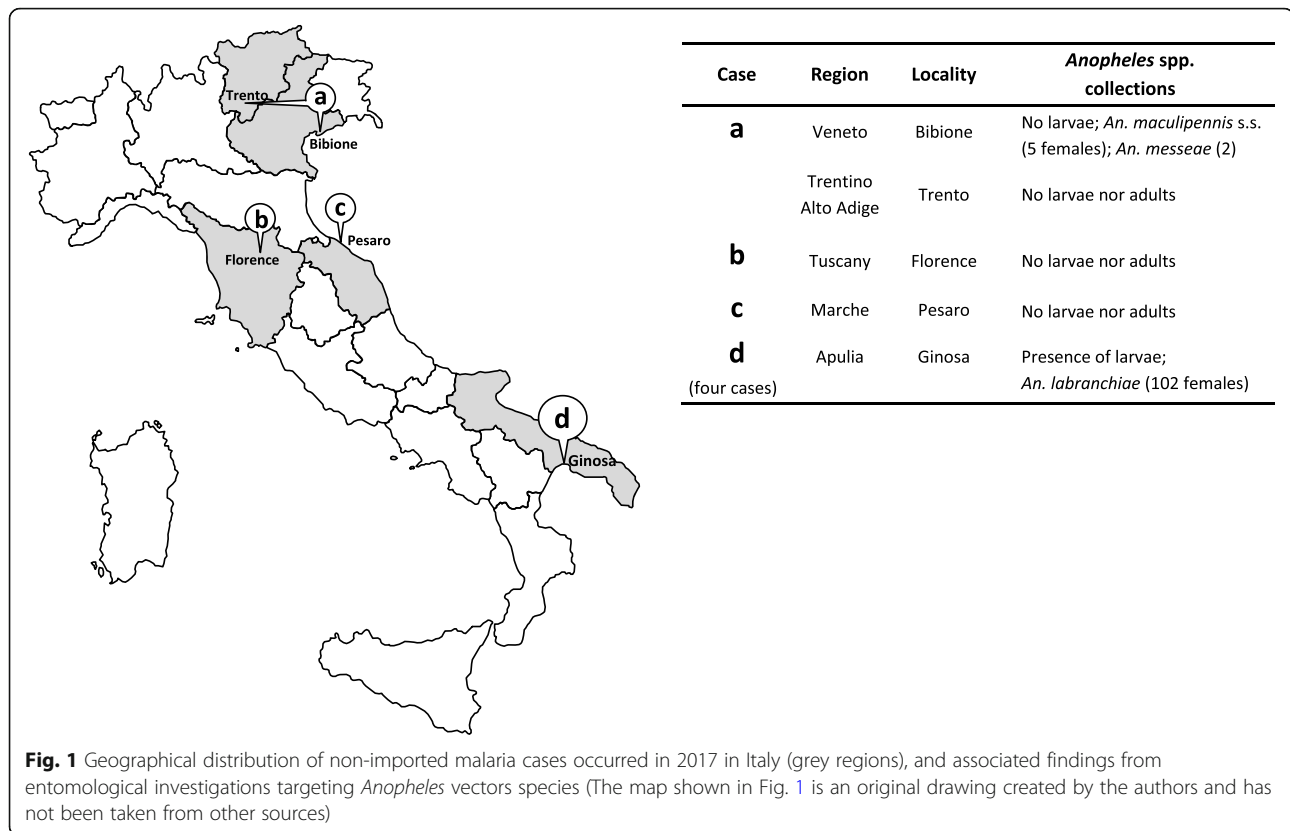 Trento
a
Bibione
b
Florence
c
Pesaro
d
Ginosa
Case Region Locality Anopheles spp. collections
a Veneto Bibione No larvae; An. maculipennis s.s.
(5 females); An. messeae (2)
Trentino
Alto Adige Trento No larvae nor adults
b Tuscany Florence No larvae nor adults
c Marche Pesaro No larvae nor adults
d Apulia Ginosa Presence of larvae;
(four cases) An. labranchiae (102 females)
Fig. 1 Geographical distribution of non-imported malaria cases occurred in 2017 in Italy (grey regions), and associated findings from
entomological investigations targeting Anopheles vectors species (The map shown in Fig. 1 is an original drawing created by the authors and has
not been taken from other sources)